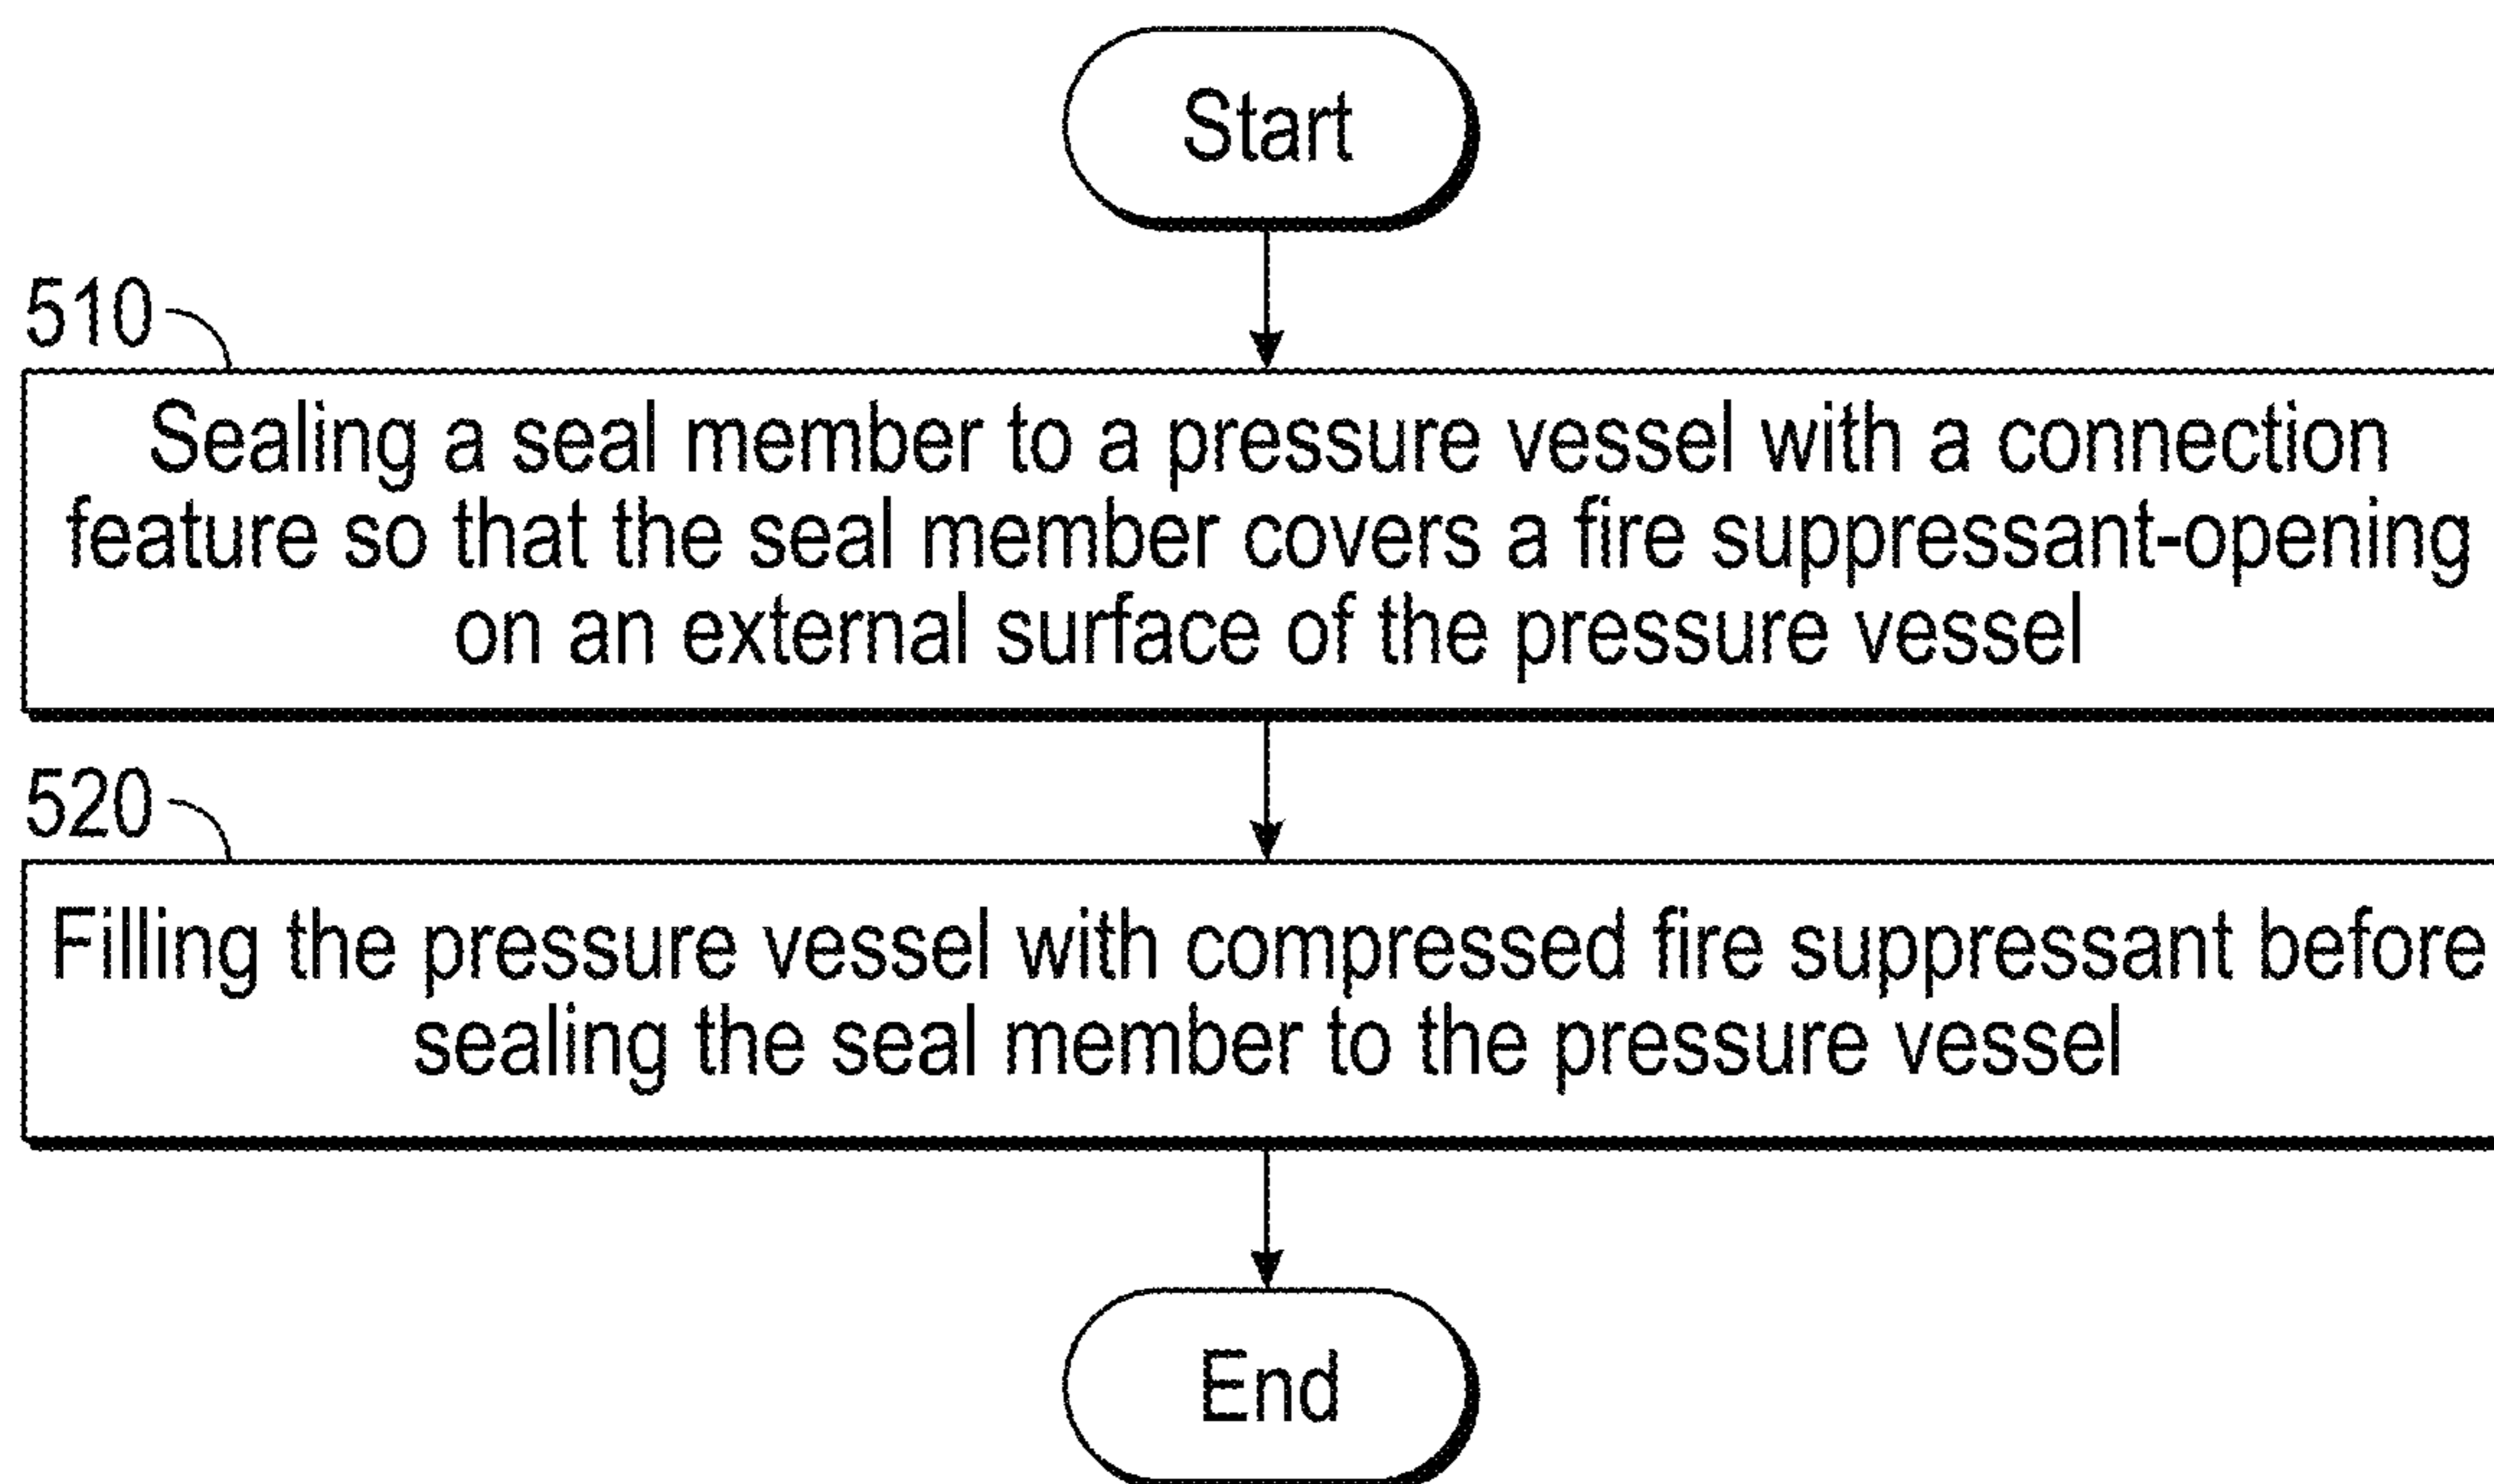 Start
510
Sealing a seal member to a pressure vessel with a connection
feature so that the seal member covers a fire suppressant-opening
on an external surface of the pressure vessel
520
Filling the pressure vessel with compressed fire suppressant before
sealing the seal member to the pressure vessel
End